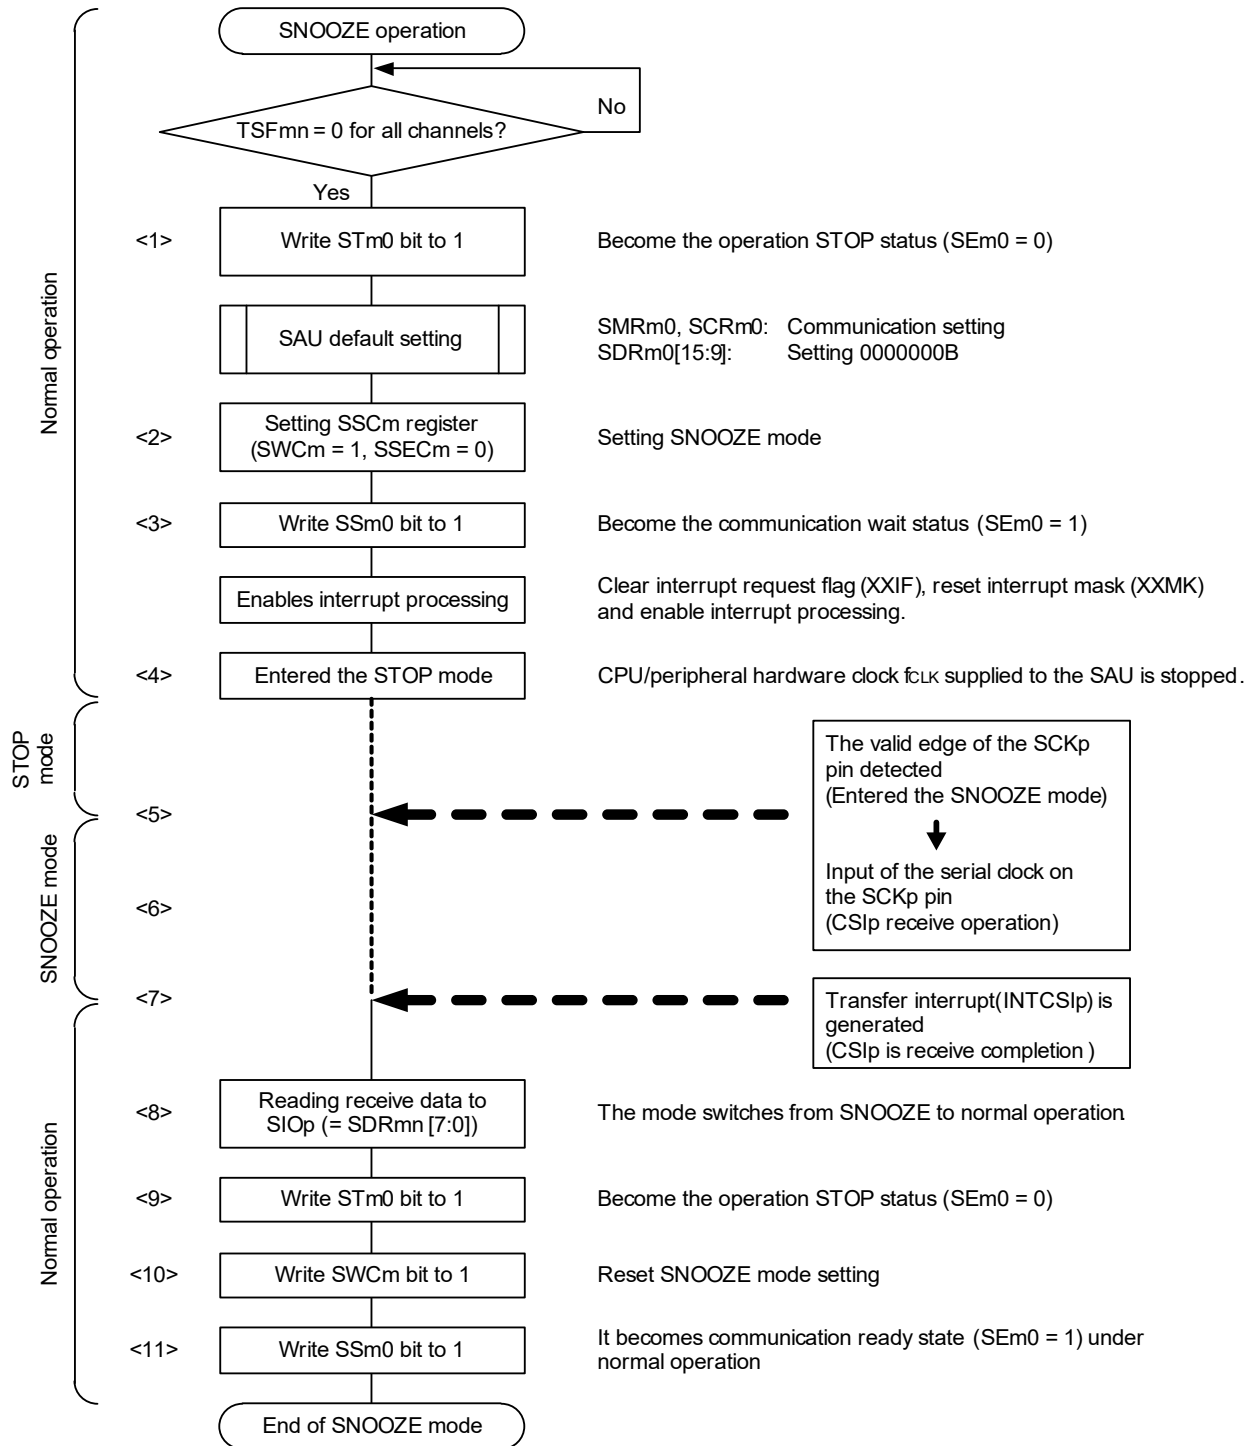 SNOOZE operation
No
TSFmn = 0 for all channels?
Yes
<1>
Write STm0 bit to 1
Become the operation STOP status (SEm0 = 0)
SAU default setting
SMRm0, SCRm0: Communication setting
SDRm0[15:9]: Setting 0000000B
Normal operation
<2>
Setting SSCm register
(SWCm = 1, SSECm = 0)
Setting SNOOZE mode
<3>
Write SSm0 bit to 1
Become the communication wait status (SEm0 = 1)
Enables interrupt processing
Clear interrupt request flag (XXIF), reset interrupt mask (XXMK)
and enable interrupt processing.
<4>
Entered the STOP mode
CPU/peripheral hardware clock fCLK supplied to the SAU is stopped.
STOP
mode
The valid edge of the SCKp
pin detected
(Entered the SNOOZE mode)
<5>
Input of the serial clock on
the SCKp pin
(CSIp receive operation)
SNOOZE mode
<6>
<7>
Transfer interrupt(INTCSIp) is
generated
(CSIp is receive completion )
<8>
Reading receive data to
SIOp (= SDRmn [7:0])
The mode switches from SNOOZE to normal operation.
Normal operation
<9>
Write STm0 bit to 1
Become the operation STOP status (SEm0 = 0)
<10>
Write SWCm bit to 1
Reset SNOOZE mode setting
<11>
Write SSm0 bit to 1
It becomes communication ready state (SEm0 = 1) under
normal operation
End of SNOOZE mode